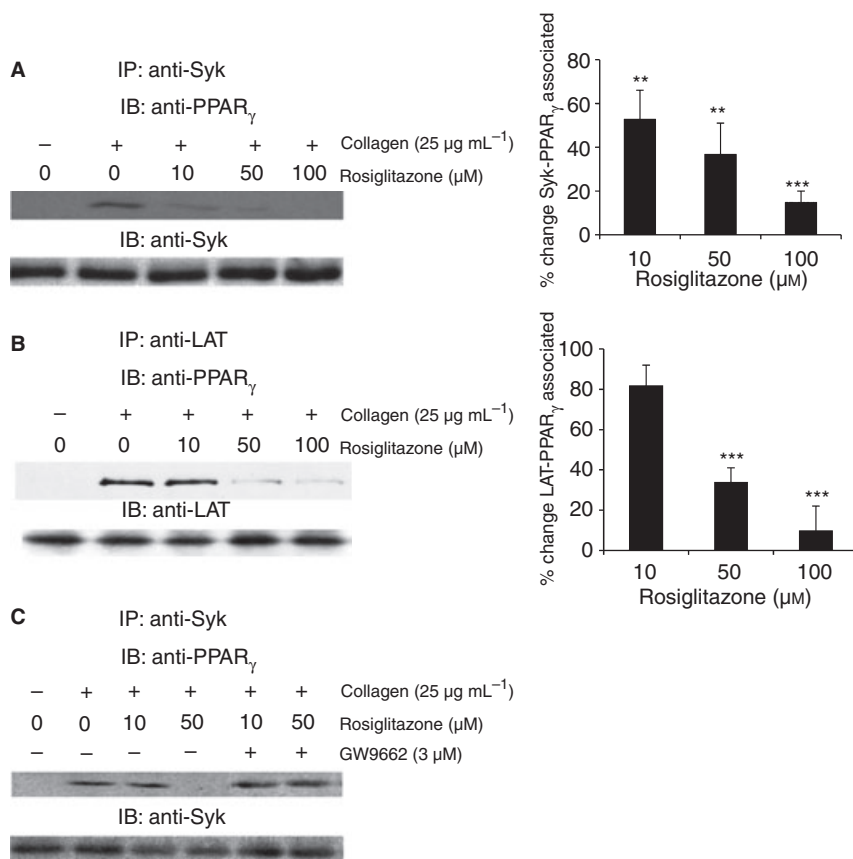 A
IP: anti-Syk
IB: anti-PPARγ
– + + + + Collagen (25 µg mL⁻¹)
0 0 10 50 100 Rosiglitazone (µM)
IB: anti-Syk
% change Syk-PPARγ associated
80
60
40
20
0
** ** ***
10 50 100
Rosiglitazone (µM)
B
IP: anti-LAT
IB: anti-PPARγ
– + + + + Collagen (25 µg mL⁻¹)
0 0 10 50 100 Rosiglitazone (µM)
IB: anti-LAT
% change LAT-PPARγ associated
100
80
60
40
20
0
*** ***
10 50 100
Rosiglitazone (µM)
C
IP: anti-Syk
IB: anti-PPARγ
– + + + + + Collagen (25 µg mL⁻¹)
0 0 10 50 10 50 Rosiglitazone (µM)
– – – – + + GW9662 (3 µM)
IB: anti-Syk